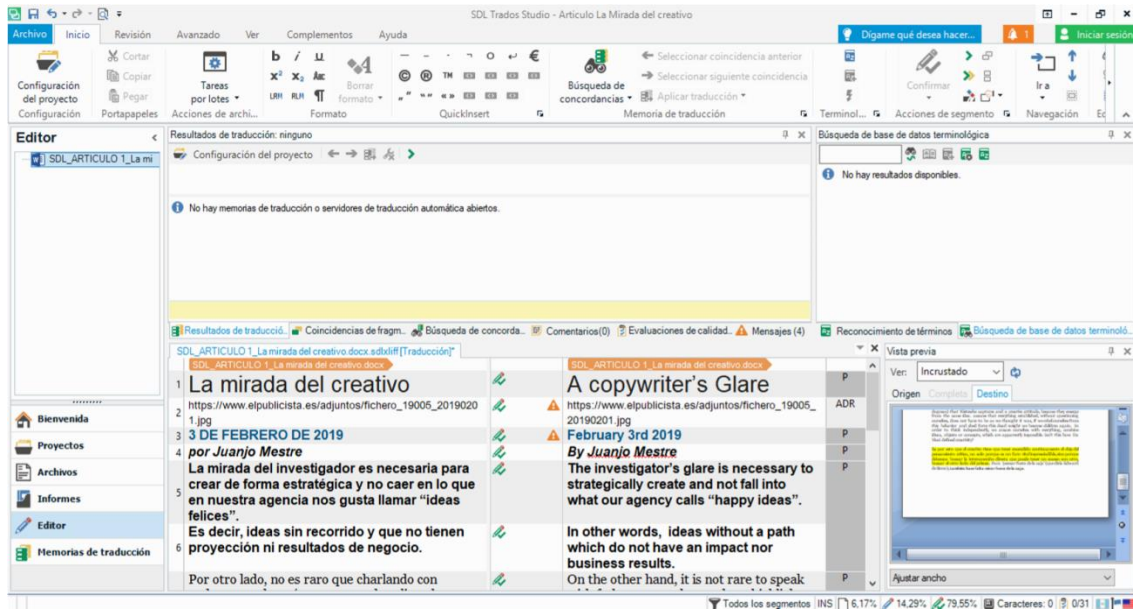 SDL Trados Studio - Articulo La Mirada del creativo
Archivo Inicio Revisión Avanzado Ver Complementos Ayuda Dígame qué desea hacer... 1 Iniciar sesión
Configuración del proyecto
Cortar
Copiar
Pegar
Tareas por lotes
Borrar formato
Búsqueda de concordancias
Seleccionar coincidencia anterior
Seleccionar siguiente coincidencia
Aplicar traducción
Confirmar
Ir a
Configuración Portapapeles Acciones de archi... Formato QuickInsert Memoria de traducción Terminol... Acciones de segmento Navegación
Editor
SDL_ARTICULO 1_La mi
Resultados de traducción: ninguno
Configuración del proyecto
No hay memorias de traducción o servidores de traducción automática abiertos.
Búsqueda de base de datos terminológica
No hay resultados disponibles.
Resultados de traducció... Coincidencias de fragm... Búsqueda de concorda... Comentarios(0) Evaluaciones de calidad... Mensajes (4)
Reconocimiento de términos Búsqueda de base de datos terminoló...
SDL_ARTICULO 1_La mirada del creativo.docx.sdlxliff [Traducción]*
SDL_ARTICULO 1_La mirada del creativo.docx SDL_ARTICULO 1_La mirada del creativo.docx
1 La mirada del creativo A copywriter's Glare P
2 https://www.elpublicista.es/adjuntos/fichero_19005_2019020 https://www.elpublicista.es/adjuntos/fichero_19005_ ADR
1.jpg 20190201.jpg
3 3 DE FEBRERO DE 2019 February 3rd 2019 P
4 por Juanjo Mestre By Juanjo Mestre P
La mirada del investigador es necesaria para The investigator's glare is necessary to P
crear de forma estratégica y no caer en lo que strategically create and not fall into
5 en nuestra agencia nos gusta llamar “ideas what our agency calls “happy ideas”.
felices”.
Es decir, ideas sin recorrido y que no tienen In other words, ideas without a path
6 proyección ni resultados de negocio. which do not have an impact nor
business results.
Por otro lado, no es raro que charlando con On the other hand, it is not rare to speak P
Vista previa
Ver: Incrustado
Origen Completa Destino
Ajustar ancho
Bienvenida
Proyectos
Archivos
Informes
Editor
Memorias de traducción
Todos los segmentos INS 6,17% 14,29% 79,55% Caracteres: 0 0/31